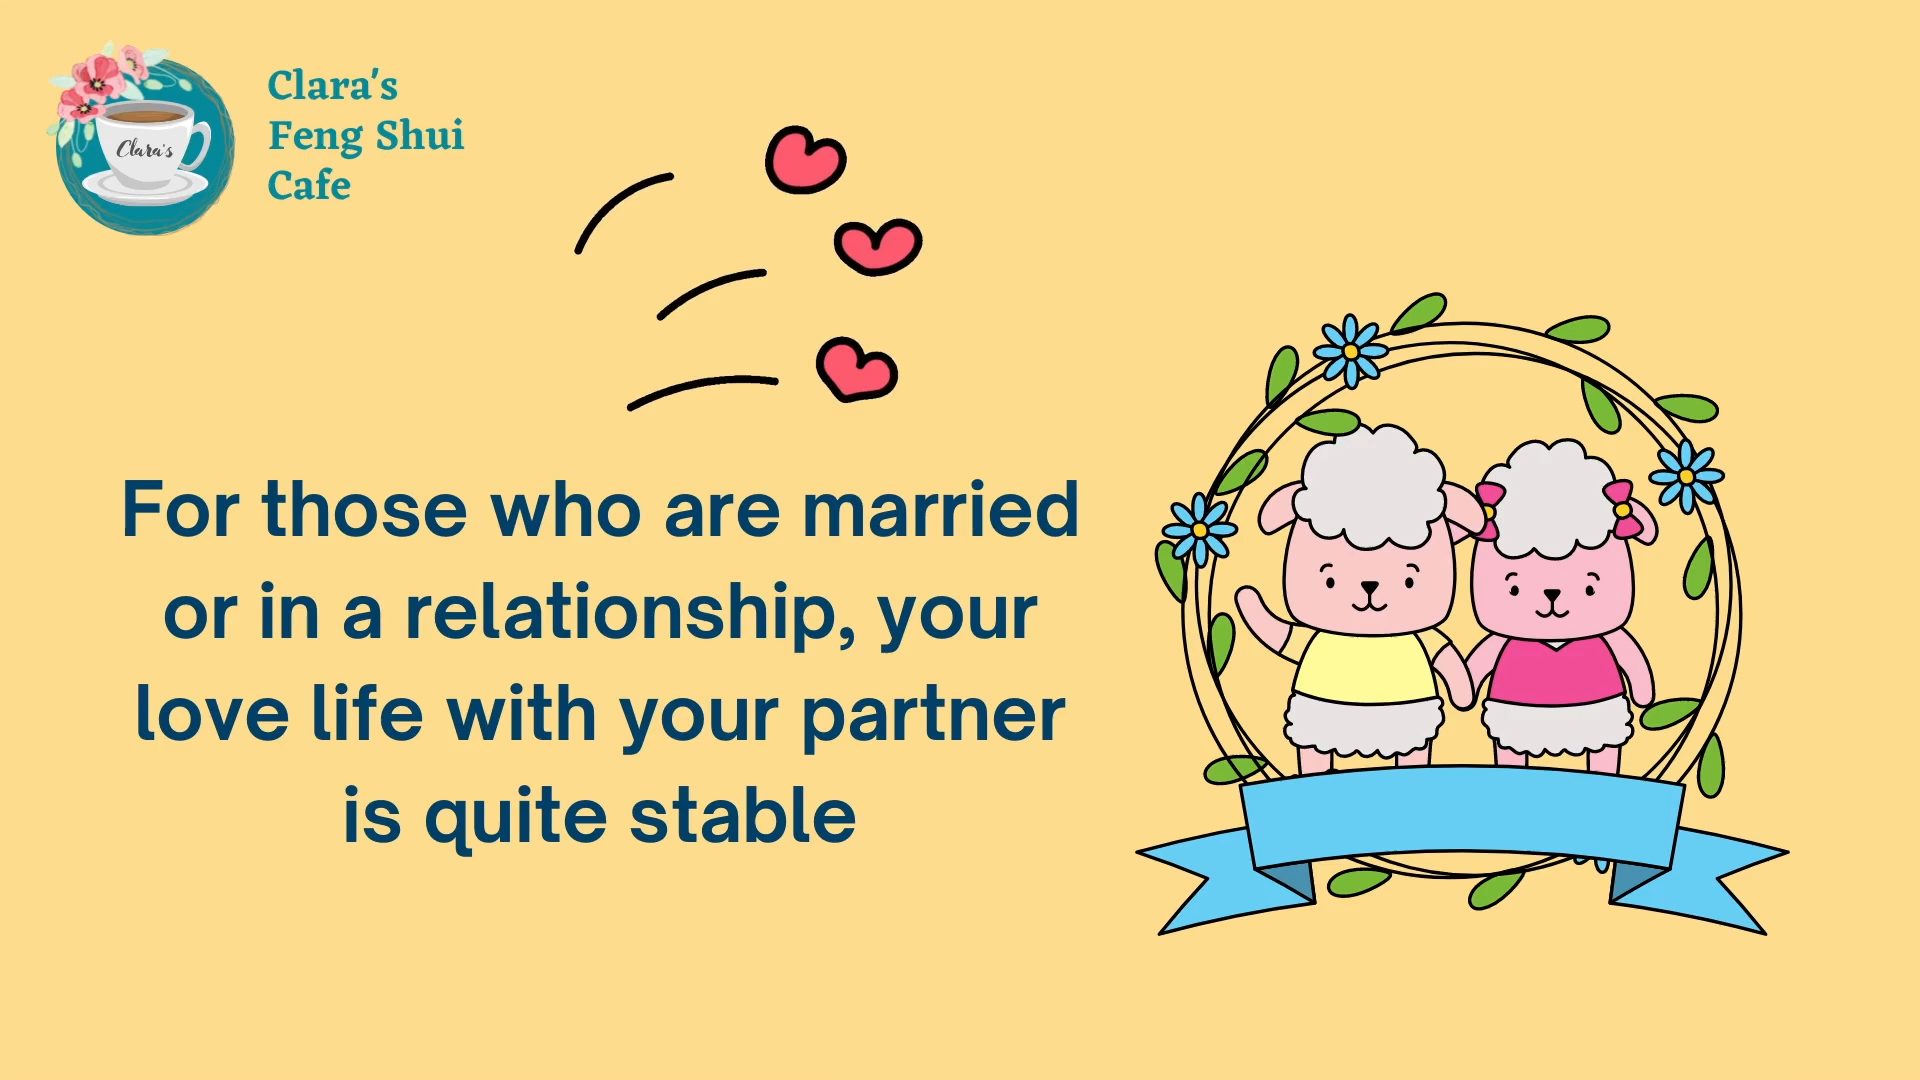 Clara's
Clara's
Feng Shui
Cafe
For those who are married
or in a relationship, your
love life with your partner
is quite stable